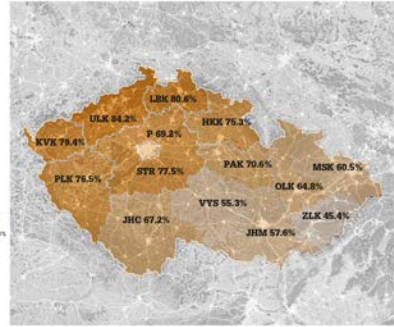 LBK 80.6%
ULK 84.2%
HKK 75.3%
P 69.2%
KVK 79.4%
PAK 70.6%
MSK 60.5%
PLK 76.5%
STR 77.5%
OLK 64.8%
VYS 55.3%
ZLK 45.4%
JHC 67.2%
JHM 57.6%